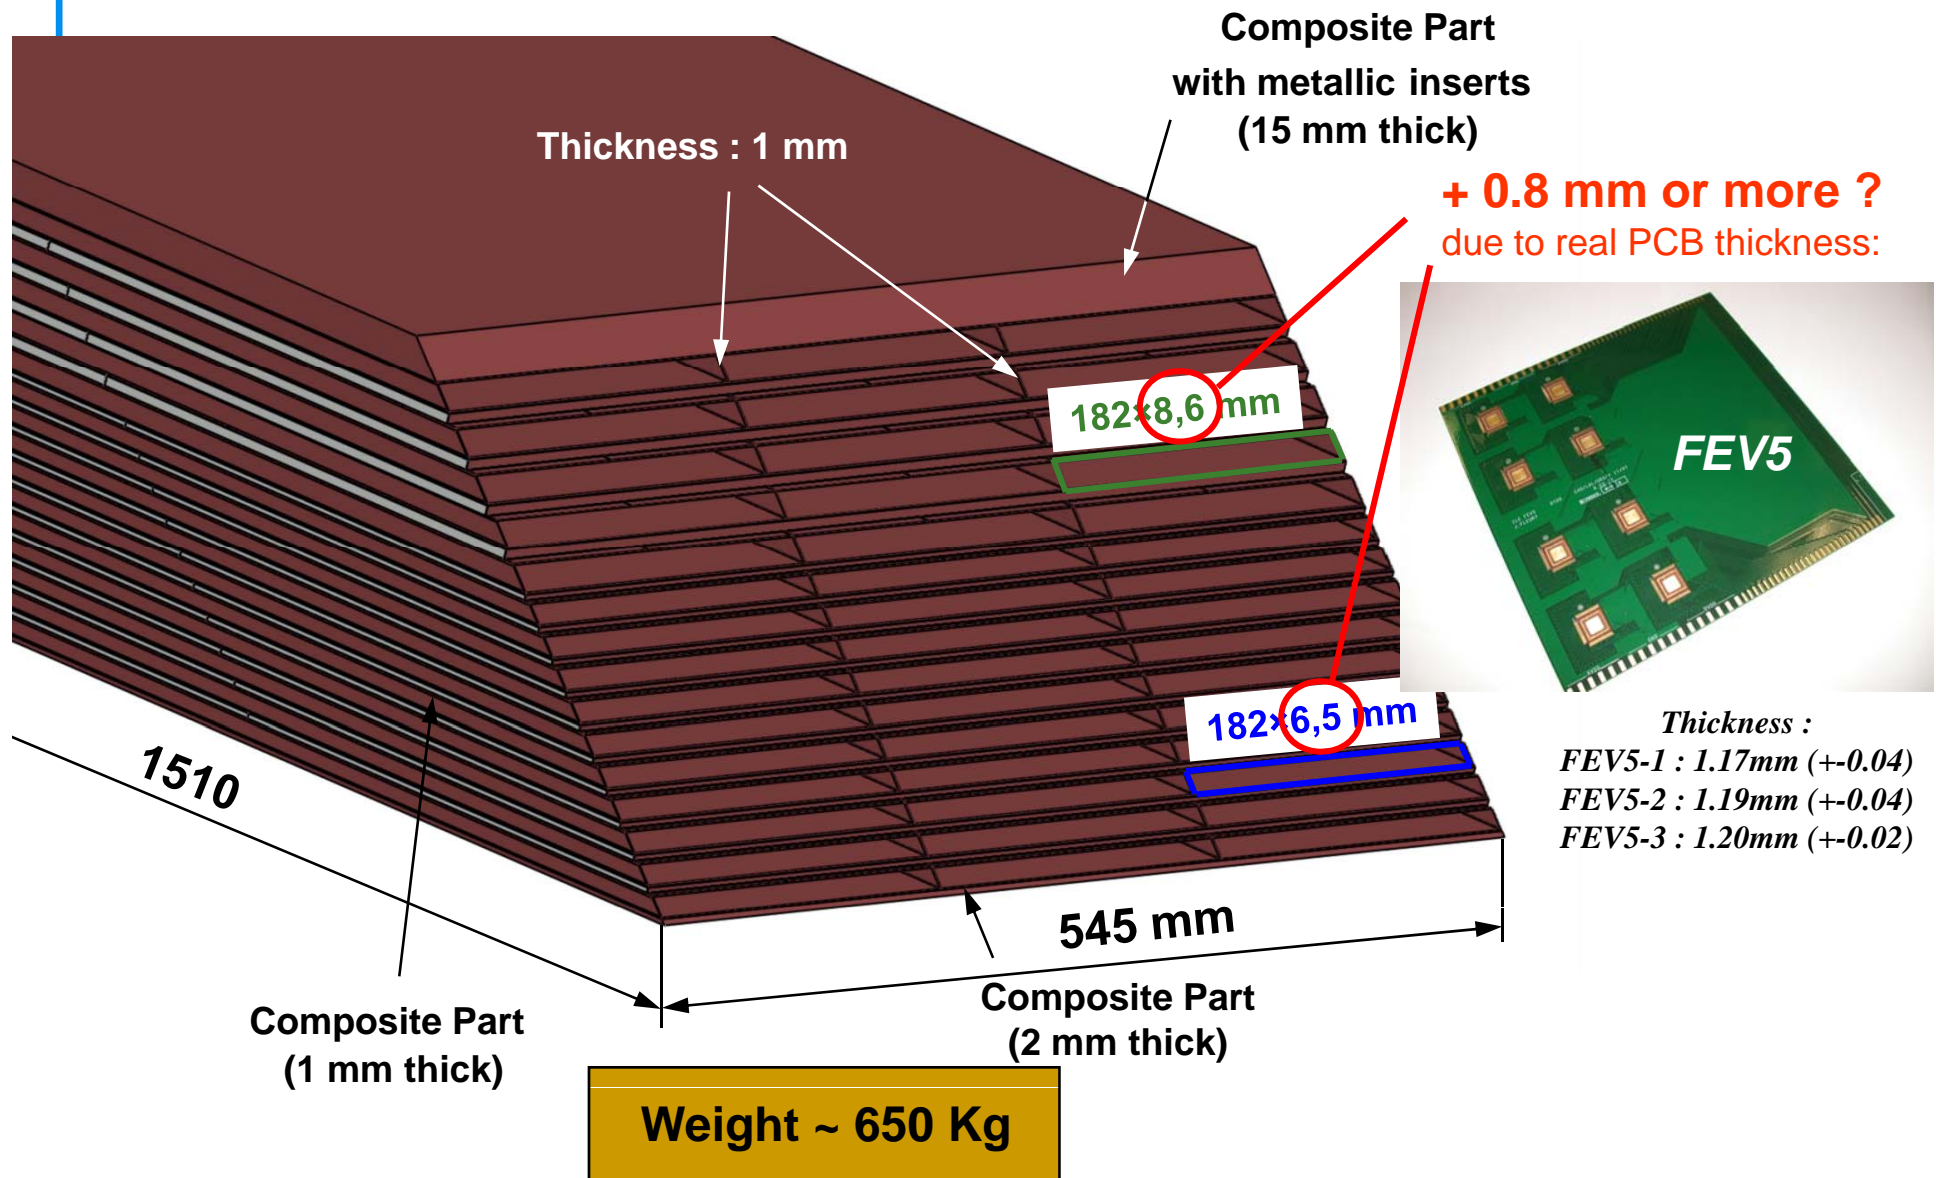 Composite Part
with metallic inserts
(15 mm thick)
Thickness : 1 mm
+ 0.8 mm or more ?
due to real PCB thickness:
182×8,6 mm
FEV5
182×6,5 mm
Thickness :
FEV5-1 : 1.17mm (+-0.04)
FEV5-2 : 1.19mm (+-0.04)
FEV5-3 : 1.20mm (+-0.02)
1510
545 mm
Composite Part
(1 mm thick)
Composite Part
(2 mm thick)
Weight ~ 650 Kg